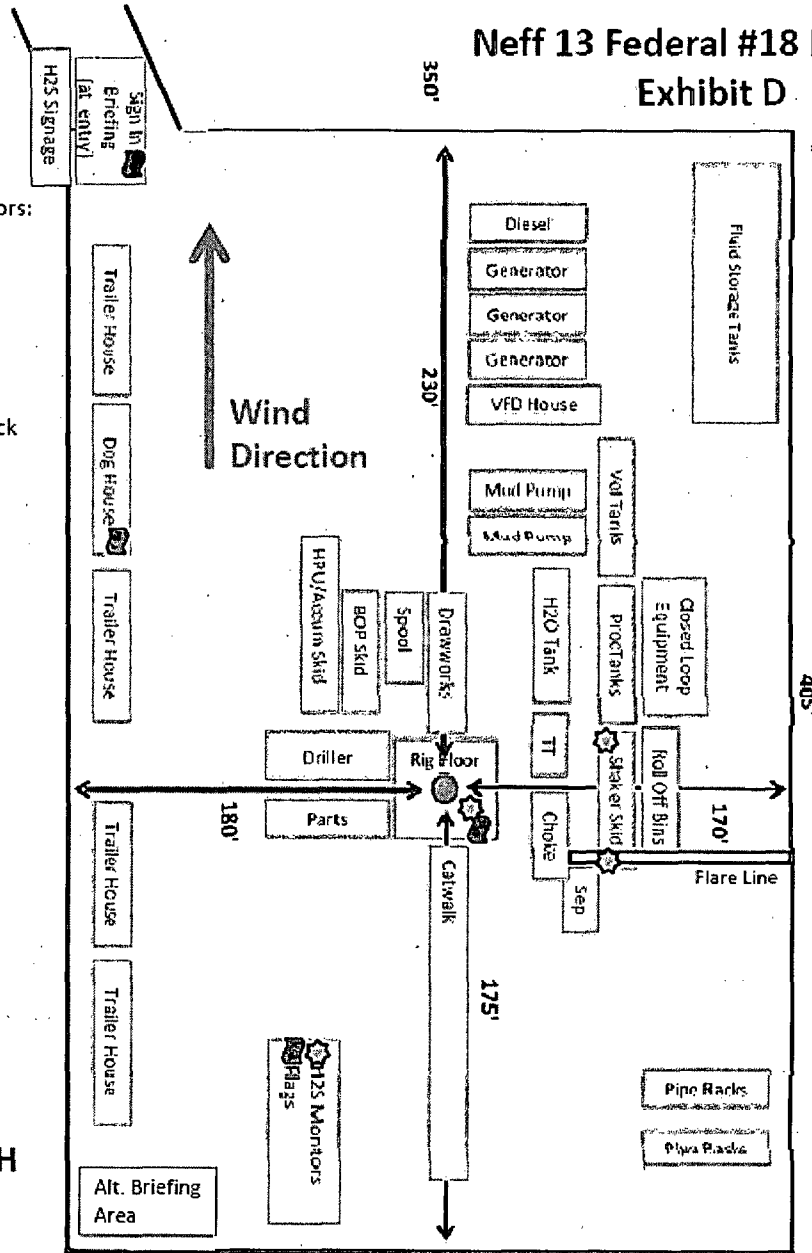 Neff 13 Federal #18
Exhibit D
350'
H2S Signage
Sign In
Briefing
(at entry)
ors:
Fluid Storage Tanks
Diesel
Generator
Generator
Generator
VFD House
230'
Wind
Direction
Trailer House
ck
Dog House
Mud Pump
Mud Pump
Vol Tanks
Trailer House
HPU/Accum Skid
BOP Skid
Spool
Drawworks
H2O Tank
ProcTanks
Closed Loop
Equipment
405'
Driller
Rig Floor
TT
Shaker Skid
Roll Off Bins
180'
170'
Parts
Choke
Trailer House
Flare Line
Catwalk
Sep
175'
Trailer House
H2S Monitors
Flags
Pipe Racks
Pipe Racks
H
Alt. Briefing
Area